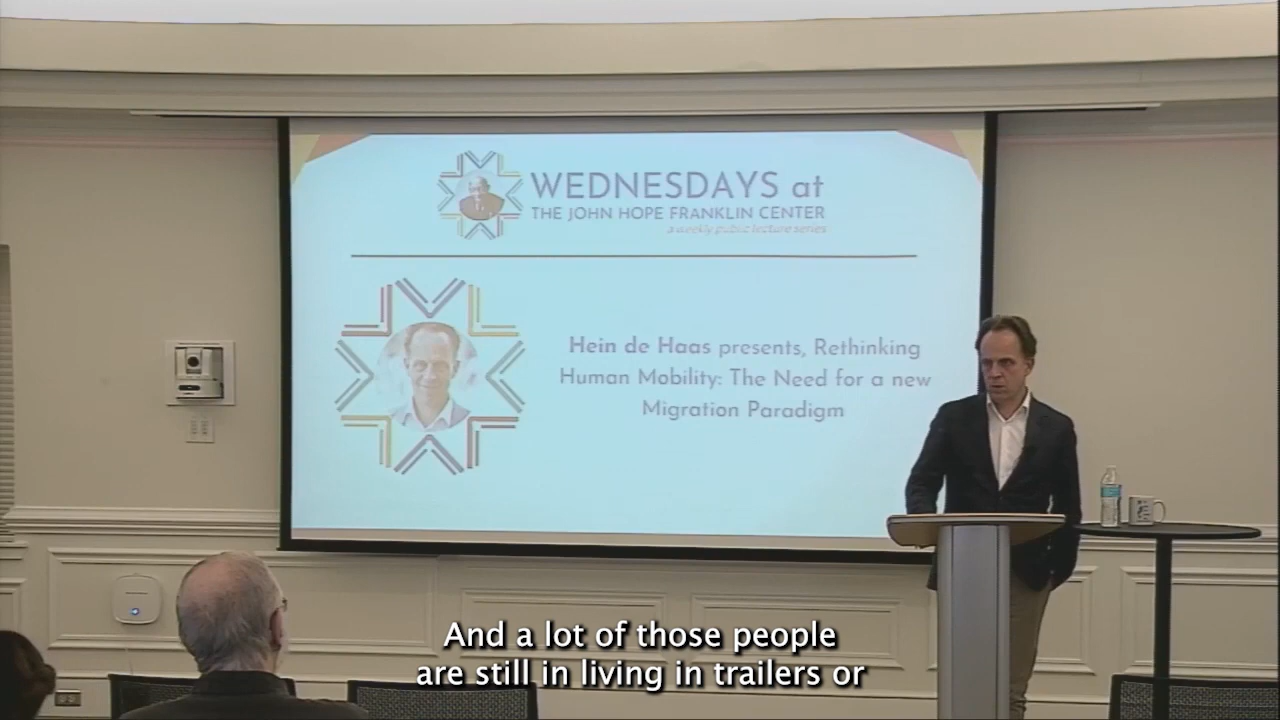 WEDNESDAYS at
THE JOHN HOPE FRANKLIN CENTER
a weekly public lecture series
Hein de Haas presents, Rethinking
Human Mobility: The Need for a new
Migration Paradigm
And a lot of those people
are still in living in trailers or